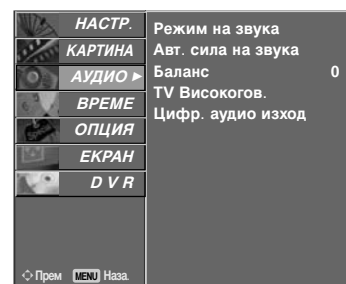 НАСТР.
КАРТИНА
АУДИО ►
ВРЕМЕ
ОПЦИЯ
ЕКРАН
D V R
Режим на звука
Авт. сила на звука
Баланс 0
TV Високогов.
Цифр. аудио изход
Прем MENU Наза.